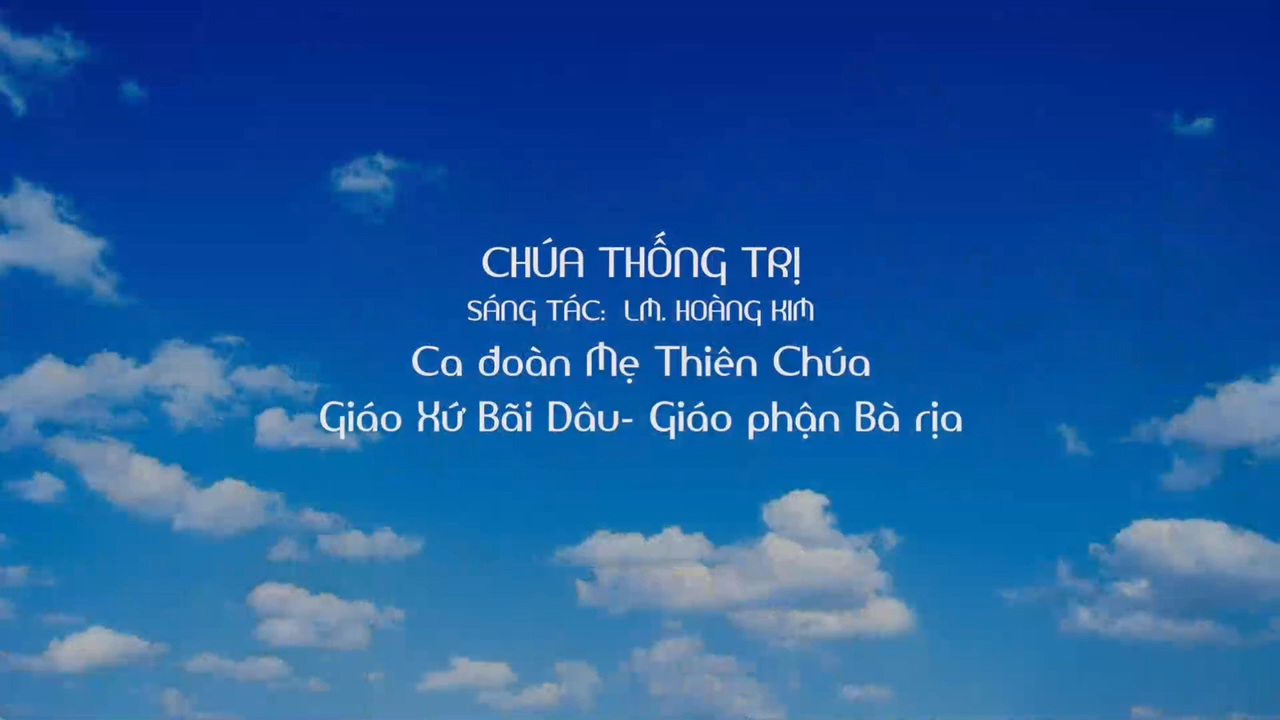 CHÚA THỐNG TRỊ
SÁNG TÁC: LM. HOÀNG KIM
Ca đoàn Mẹ Thiên Chúa
Giáo Xứ Bãi Dâu- Giáo phận Bà rịa